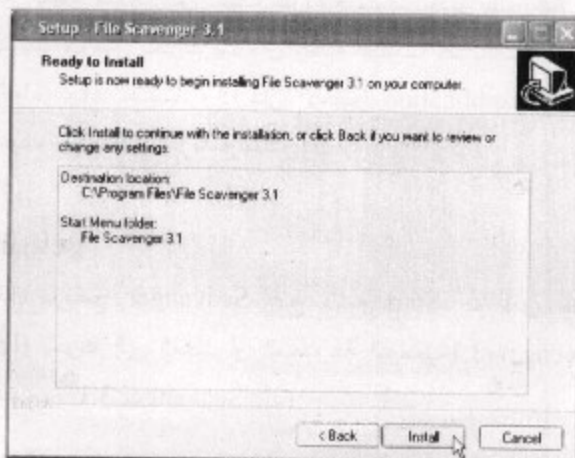 Setup - File Scavenger 3.1
Ready to Install
Setup is now ready to begin installing File Scavenger 3.1 on your computer.
Click Install to continue with the installation, or click Back if you want to review or
change any settings.
Destination location:
C:\Program Files\File Scavenger 3.1
Start Menu folder:
File Scavenger 3.1
< Back
Install
Cancel